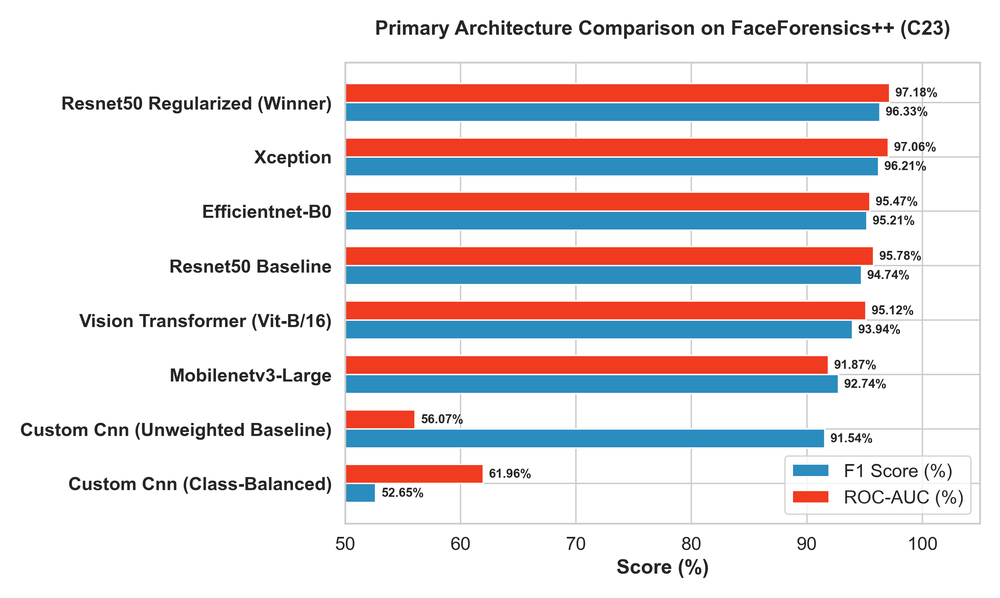 Primary Architecture Comparison on FaceForensics++ (C23)
Resnet50 Regularized (Winner)
97.18%
96.33%
Xception
97.06%
96.21%
Efficientnet-B0
95.47%
95.21%
Resnet50 Baseline
95.78%
94.74%
Vision Transformer (Vit-B/16)
95.12%
93.94%
Mobilenetv3-Large
91.87%
92.74%
Custom Cnn (Unweighted Baseline)
56.07%
91.54%
Custom Cnn (Class-Balanced)
61.96%
52.65%
F1 Score (%)
ROC-AUC (%)
50 60 70 80 90 100
Score (%)